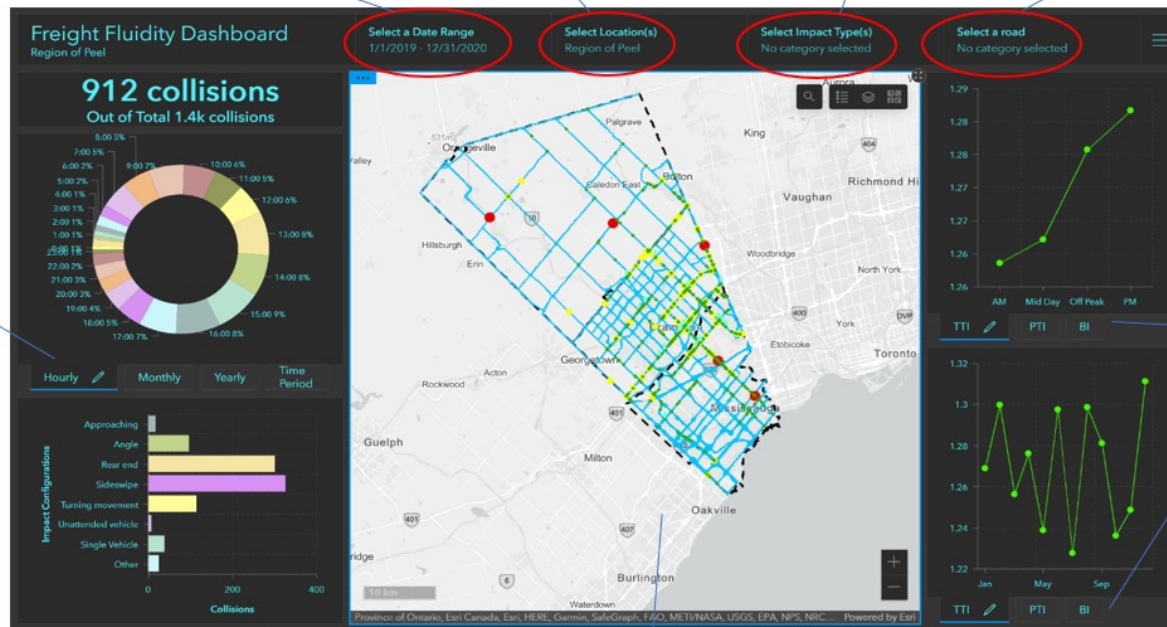 Freight Fluidity Dashboard
Region of Peel
Select a Date Range
1/1/2019 - 12/31/2020
Select Location(s)
Region of Peel
Select Impact Type(s)
No category selected
Select a road
No category selected
912 collisions
Out of Total 1.4k collisions
8:00 5%
7:00 5%
6:00 2%
5:00 2%
4:00 1%
3:00 1%
2:00 1%
1:00 1%
23:00 1%
22:00 2%
21:00 3%
20:00 3%
19:00 4%
18:00 5%
17:00 7%
9:00 7%
10:00 6%
11:00 5%
12:00 6%
13:00 8%
14:00 8%
15:00 9%
16:00 8%
Hourly
Monthly
Yearly
Time
Period
Impact Configurations
Approaching
Angle
Rear end
Sideswipe
Turning movement
Unattended vehicle
Single Vehicle
Other
0
200
400
Collisions
Aurora
Palgrave
King
404
531m
Orangeville
Caledon East
Bolton
Vaughan
Richmond Hi
10
Hillsburgh
Erin
Woodbridge
North York
400
York
DVP
Etobicoke
Toronto
Georgetown
Acton
Rockwood
401
Mississauga
Guelph
Milton
Oakville
401
407
ridge
Burlington
6
Waterdown
10 km
Province of Ontario, Esri Canada, Esri, HERE, Garmin, SafeGraph, FAO, METI/NASA, USGS, EPA, NPS, NRC...
Powered by Esri
1.29
1.28
1.28
1.27
1.27
1.26
1.26
AM
Mid Day
Off Peak
PM
TTI
PTI
BI
1.32
1.3
1.28
1.26
1.24
1.22
Jan
May
Sep
TTI
PTI
BI